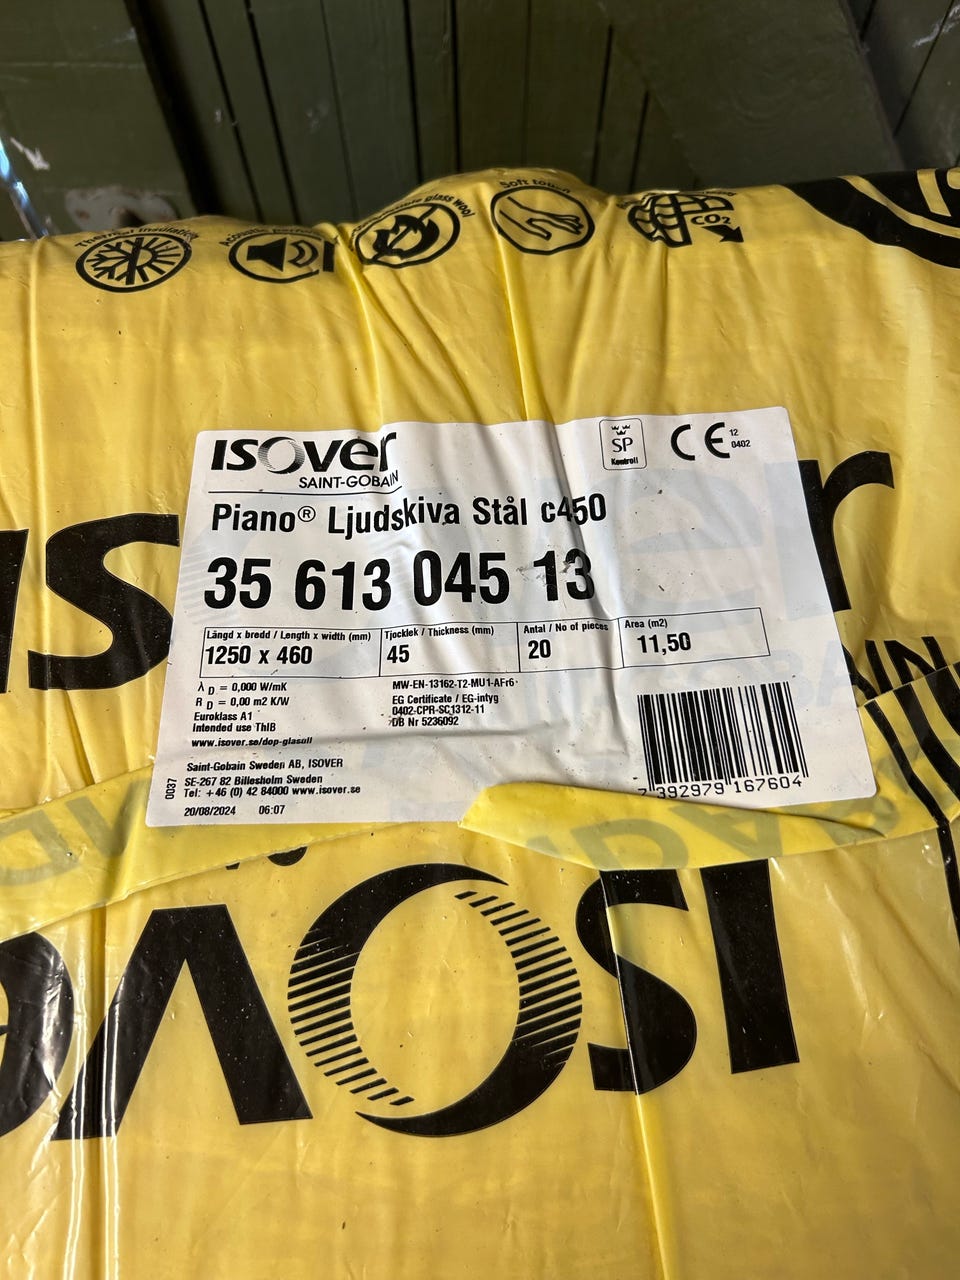 Thermal insulation
Soft touch
glass wool
CO2
ISOVER
SAINT-GOBAIN
SP
Kontroll
CE
12
0402
Piano® Ljudskiva Stål c450
35 613 045 13
Längd x bredd / Length x width (mm)
1250 x 460
Tjocklek / Thickness (mm)
45
Antal / No of pieces
20
Area (m2)
11,50
λ D = 0,000 W/mK
R D = 0,00 m2 K/W
Euroklass A1
Intended use ThIB
www.isover.se/dop-glasull
MW-EN-13162-T2-MU1-AFr6
EG Certificate / EG-intyg
0402-CPR-SC1312-11
DB Nr 5236092
Saint-Gobain Sweden AB, ISOVER
SE-267 82 Billesholm Sweden
Tel: +46 (0) 42 84000 www.isover.se
20/08/2024 06:07
0037
7 392979 167604
isover